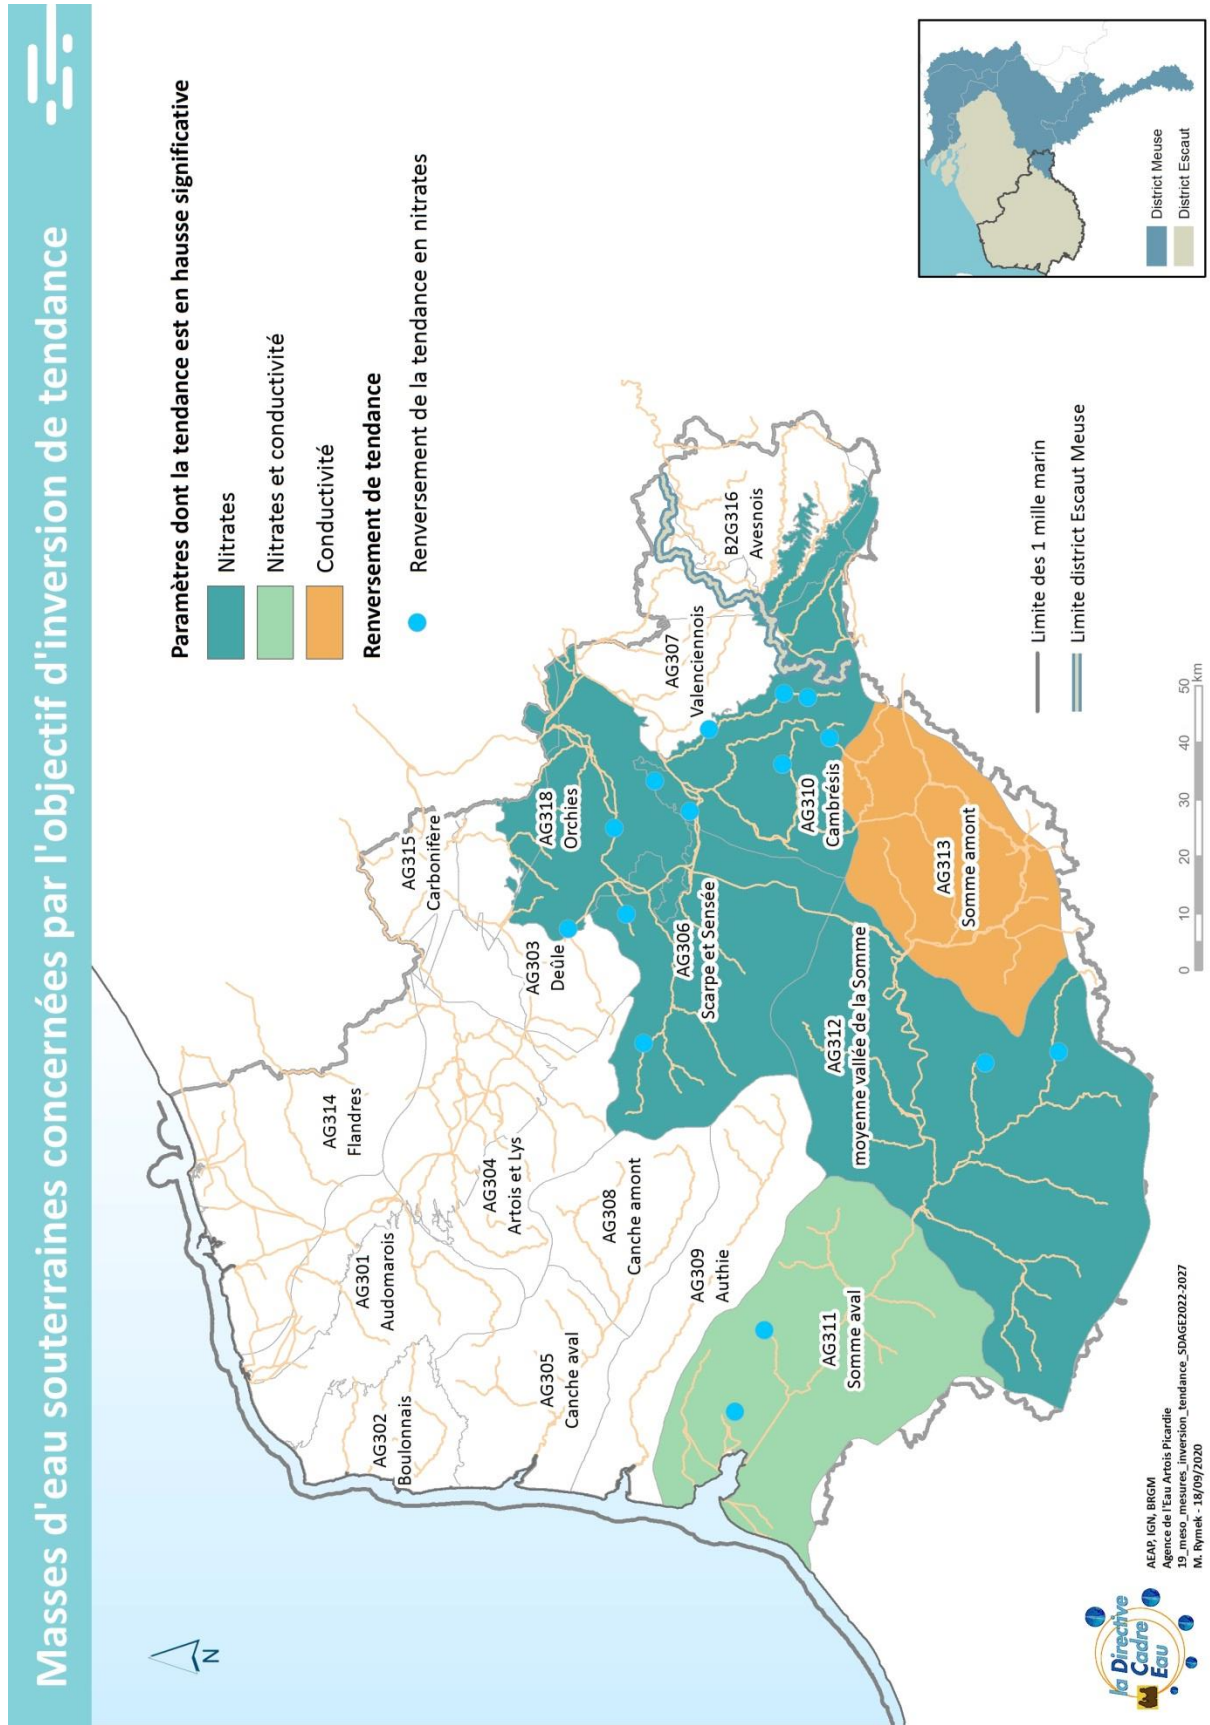 Masses d'eau souterraines concernées par l'objectif d'inversion de tendance
Paramètres dont la tendance est en hausse significative
Nitrates
Nitrates et conductivité
Conductivité
Renversement de tendance
Renversement de la tendance en nitrates
N
AG302
Boulonnais
AG301
Audomarois
AG314
Flandres
AG315
Carbonifère
AG304
Artois et Lys
AG303
Deûle
AG318
Orchies
AG305
Canche aval
AG308
Canche amont
AG306
Scarpe et Sensée
AG307
Valenciennois
B2G316
Avesnois
AG309
Authie
AG310
Cambrésis
AG311
Somme aval
AG312
moyenne vallée de la Somme
AG313
Somme amont
Limite des 1 mille marin
Limite district Escaut Meuse
0 10 20 30 40 50
km
District Meuse
District Escaut
la Directive
Cadre
Eau
AEAP, IGN, BRGM
Agence de l'Eau Artois Picardie
19_meso_mesures_inversion_tendance_SDAGE2022-2027
M. Rymek - 18/09/2020